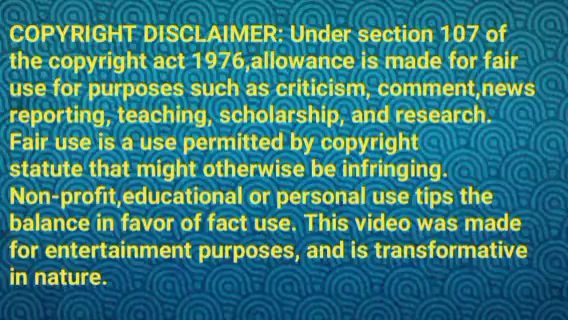 COPYRIGHT DISCLAIMER: Under section 107 of
the copyright act 1976,allowance is made for fair
use for purposes such as criticism, comment,news
reporting, teaching, scholarship, and research.
Fair use is a use permitted by copyright
statute that might otherwise be infringing.
Non-profit,educational or personal use tips the
balance in favor of fact use. This video was made
for entertainment purposes, and is transformative
in nature.